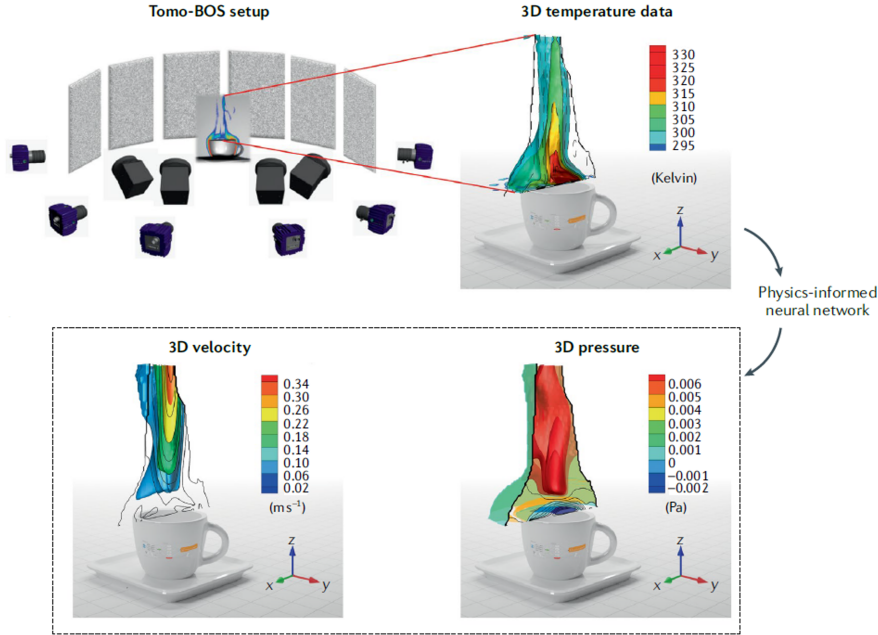 Tomo-BOS setup
3D temperature data
330
325
320
315
310
305
300
295
(Kelvin)
z
x
y
Physics-informed
neural network
3D velocity
0.34
0.30
0.26
0.22
0.18
0.14
0.10
0.06
0.02
(m s⁻¹)
z
x
y
3D pressure
0.006
0.005
0.004
0.003
0.002
0.001
0
−0.001
−0.002
(Pa)
z
x
y